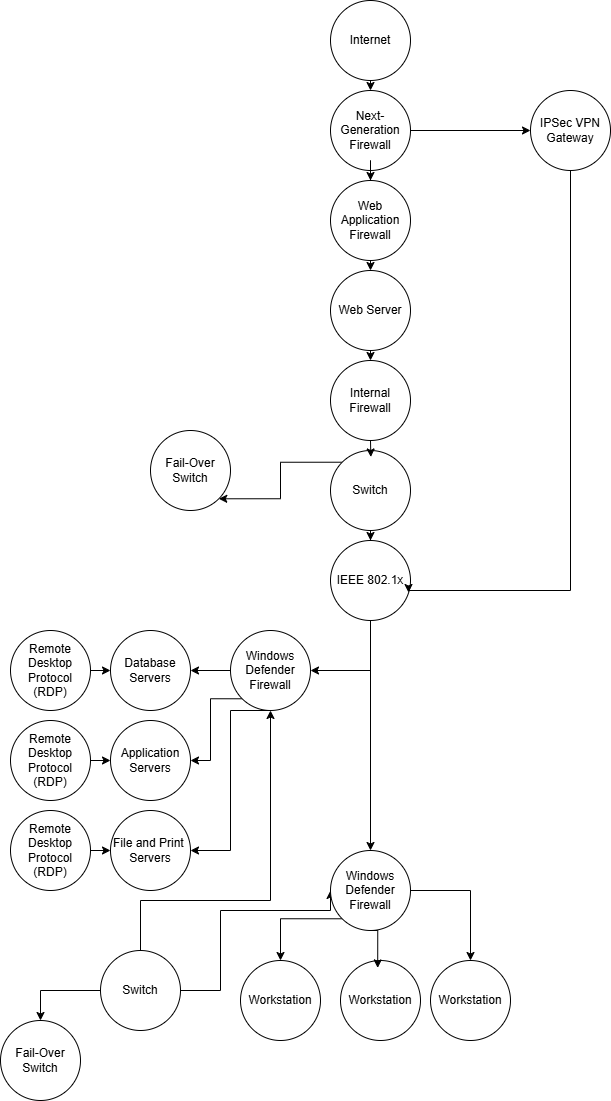 Internet
Next-
Generation
Firewall
IPSec VPN
Gateway
Web
Application
Firewall
Web Server
Internal
Firewall
Fail-Over
Switch
Switch
IEEE 802.1x
Remote
Desktop
Protocol
(RDP)
Database
Servers
Windows
Defender
Firewall
Remote
Desktop
Protocol
(RDP)
Application
Servers
Remote
Desktop
Protocol
(RDP)
File and Print
Servers
Windows
Defender
Firewall
Switch
Workstation
Workstation
Workstation
Fail-Over
Switch